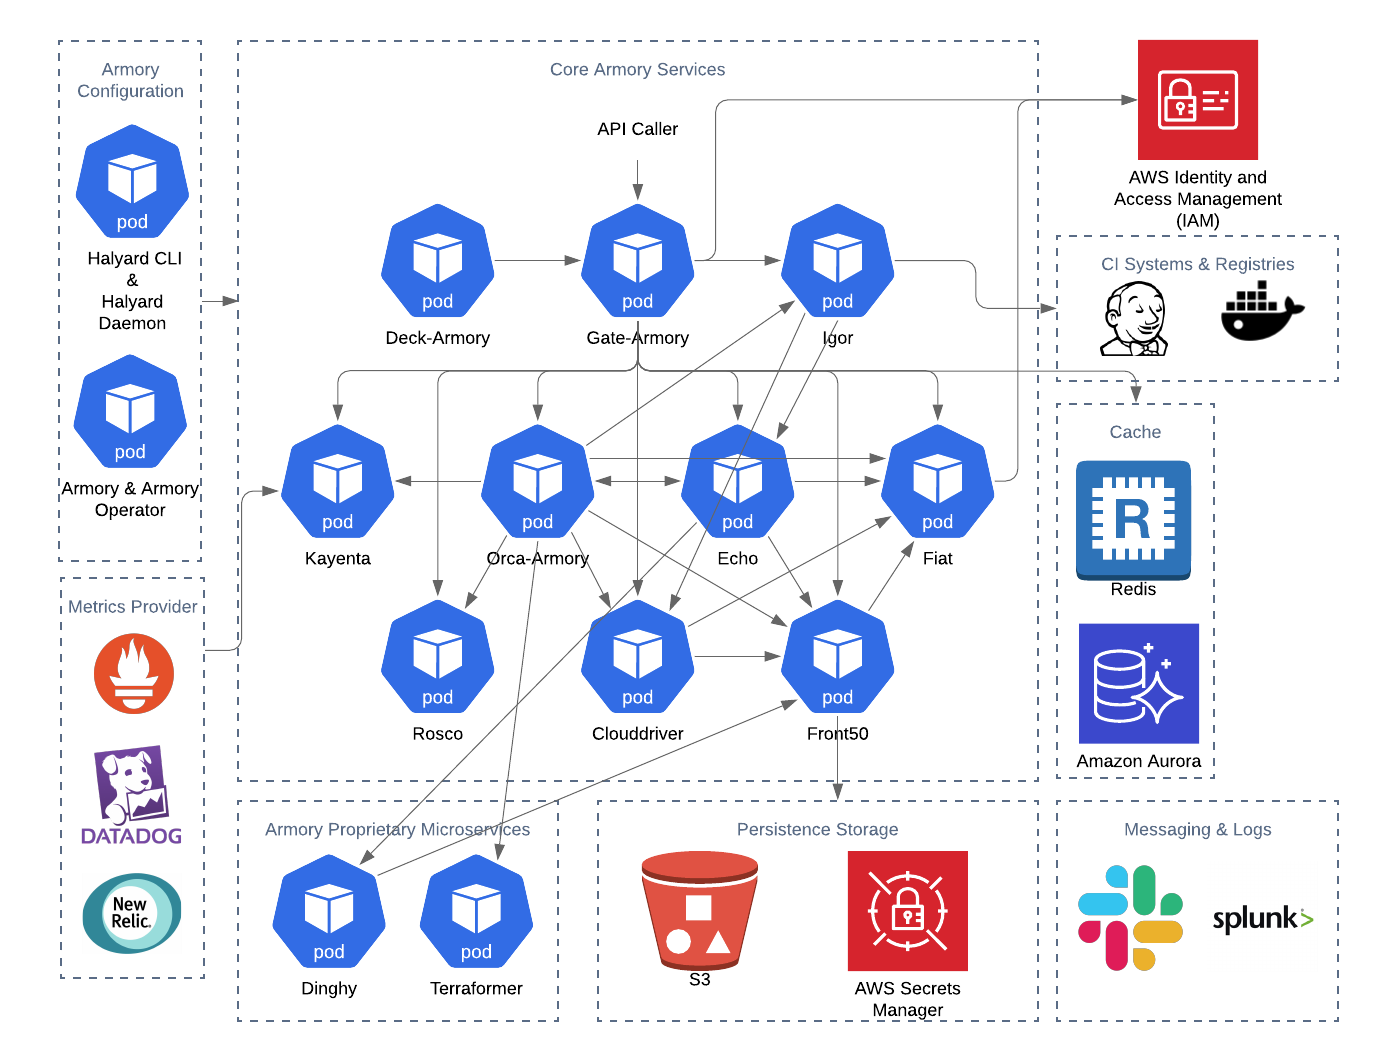 Armory
Configuration
pod
Halyard CLI
&
Halyard
Daemon
pod
Armory & Armory
Operator
Metrics Provider
DATADOG
New
Relic.
Core Armory Services
API Caller
pod
Deck-Armory
pod
Gate-Armory
pod
Igor
pod
Kayenta
pod
Orca-Armory
pod
Echo
pod
Fiat
pod
Rosco
pod
Clouddriver
pod
Front50
AWS Identity and
Access Management
(IAM)
CI Systems & Registries
Cache
R
Redis
Amazon Aurora
Armory Proprietary Microservices
pod
Dinghy
pod
Terraformer
Persistence Storage
S3
AWS Secrets
Manager
Messaging & Logs
splunk>